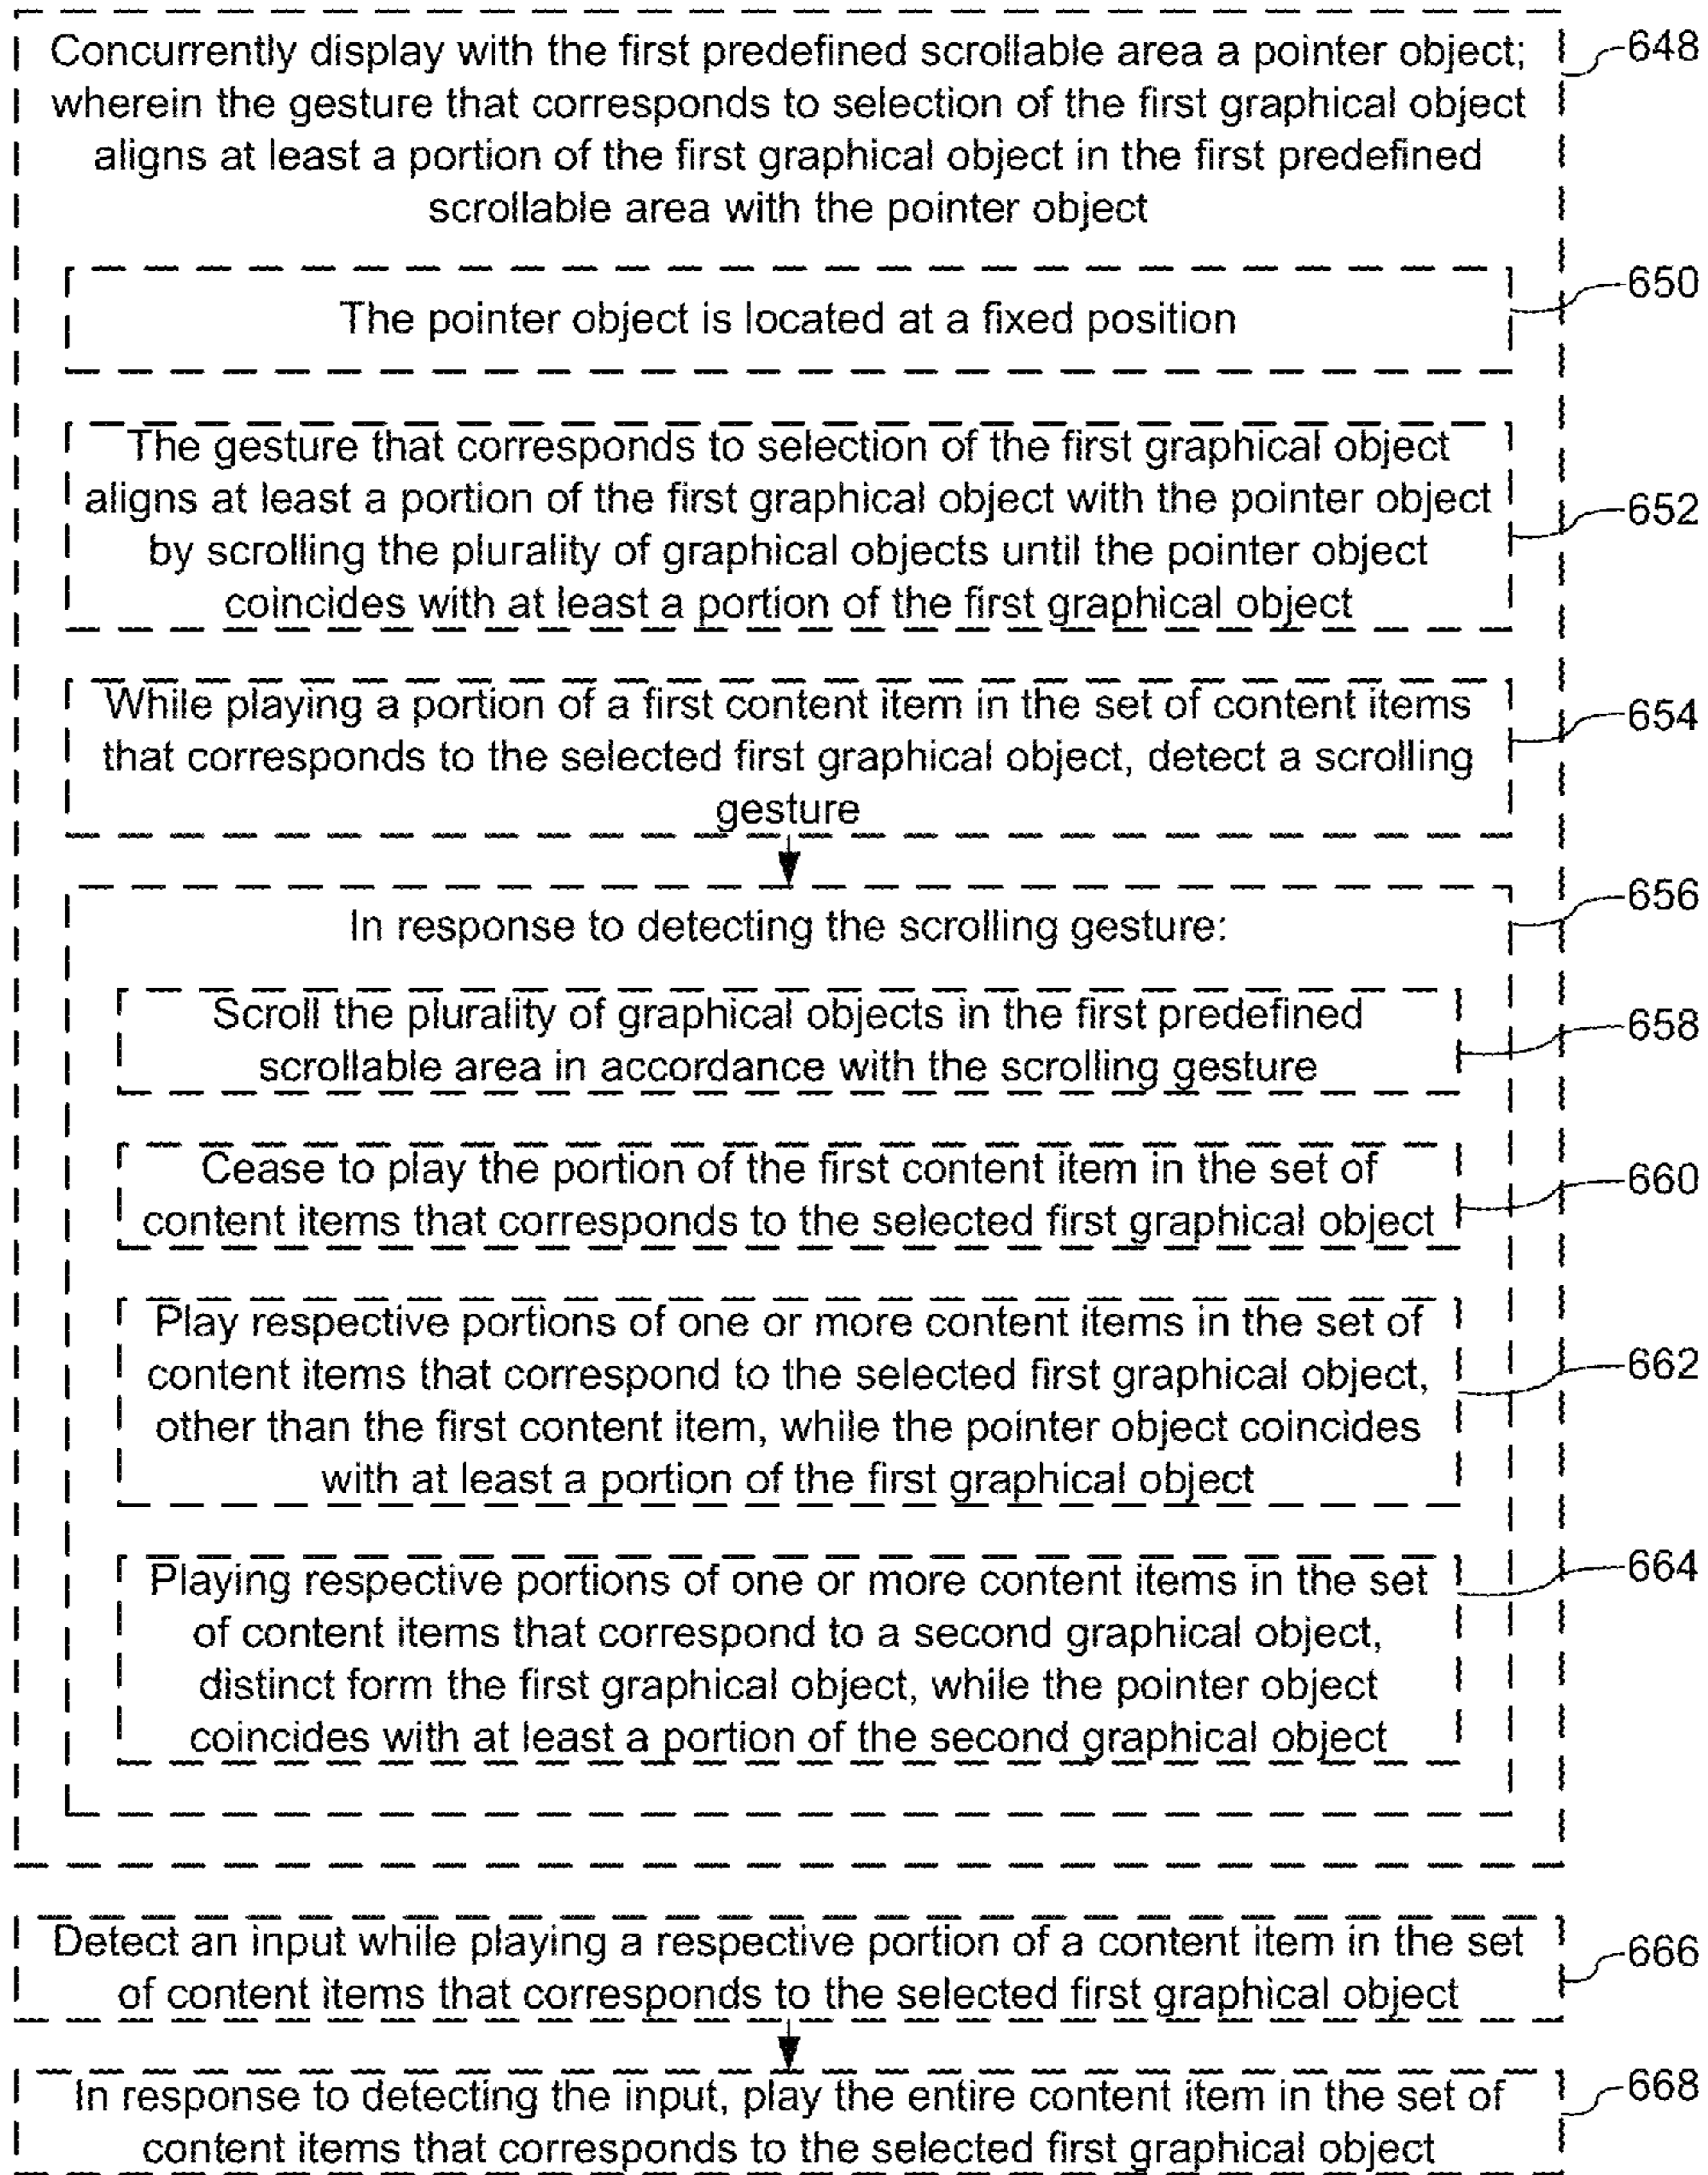 Concurrently display with the first predefined scrollable area a pointer object;
wherein the gesture that corresponds to selection of the first graphical object
aligns at least a portion of the first graphical object in the first predefined
scrollable area with the pointer object
648
The pointer object is located at a fixed position
650
The gesture that corresponds to selection of the first graphical object
aligns at least a portion of the first graphical object with the pointer object
by scrolling the plurality of graphical objects until the pointer object
coincides with at least a portion of the first graphical object
652
While playing a portion of a first content item in the set of content items
that corresponds to the selected first graphical object, detect a scrolling
gesture
654
In response to detecting the scrolling gesture:
656
Scroll the plurality of graphical objects in the first predefined
scrollable area in accordance with the scrolling gesture
658
Cease to play the portion of the first content item in the set of
content items that corresponds to the selected first graphical object
660
Play respective portions of one or more content items in the set of
content items that correspond to the selected first graphical object,
other than the first content item, while the pointer object coincides
with at least a portion of the first graphical object
662
Playing respective portions of one or more content items in the set
of content items that correspond to a second graphical object,
distinct form the first graphical object, while the pointer object
coincides with at least a portion of the second graphical object
664
Detect an input while playing a respective portion of a content item in the set
of content items that corresponds to the selected first graphical object
666
In response to detecting the input, play the entire content item in the set of
content items that corresponds to the selected first graphical object
668